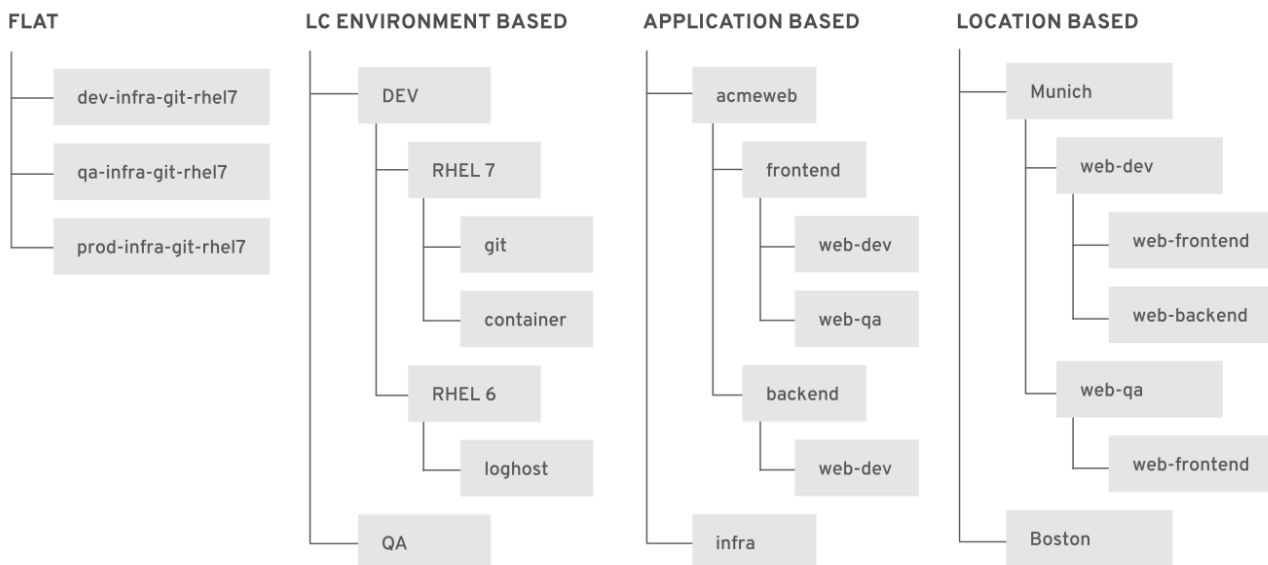 FLAT
dev-infra-git-rhel7
qa-infra-git-rhel7
prod-infra-git-rhel7
LC ENVIRONMENT BASED
DEV
RHEL 7
git
container
RHEL 6
loghost
QA
APPLICATION BASED
acmeweb
frontend
web-dev
web-qa
backend
web-dev
infra
LOCATION BASED
Munich
web-dev
web-frontend
web-backend
web-qa
web-frontend
Boston